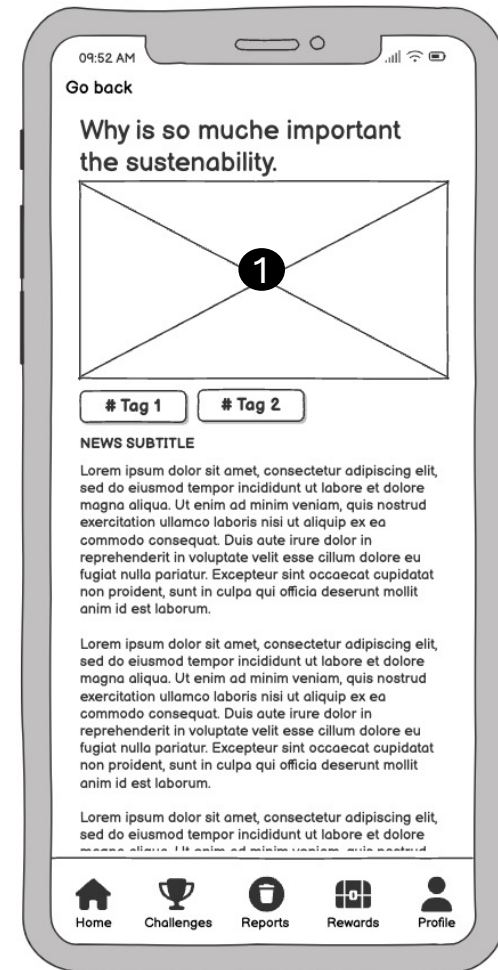 09:52 AM
Go back
Why is so muche important
the sustenability.
1
# Tag 1
# Tag 2
NEWS SUBTITLE
Lorem ipsum dolor sit amet, consectetur adipiscing elit,
sed do eiusmod tempor incididunt ut labore et dolore
magna aliqua. Ut enim ad minim veniam, quis nostrud
exercitation ullamco laboris nisi ut aliquip ex ea
commodo consequat. Duis aute irure dolor in
reprehenderit in voluptate velit esse cillum dolore eu
fugiat nulla pariatur. Excepteur sint occaecat cupidatat
non proident, sunt in culpa qui officia deserunt mollit
anim id est laborum.
Lorem ipsum dolor sit amet, consectetur adipiscing elit,
sed do eiusmod tempor incididunt ut labore et dolore
magna aliqua. Ut enim ad minim veniam, quis nostrud
exercitation ullamco laboris nisi ut aliquip ex ea
commodo consequat. Duis aute irure dolor in
reprehenderit in voluptate velit esse cillum dolore eu
fugiat nulla pariatur. Excepteur sint occaecat cupidatat
non proident, sunt in culpa qui officia deserunt mollit
anim id est laborum.
Lorem ipsum dolor sit amet, consectetur adipiscing elit,
sed do eiusmod tempor incididunt ut labore et dolore
Home
Challenges
Reports
Rewards
Profile